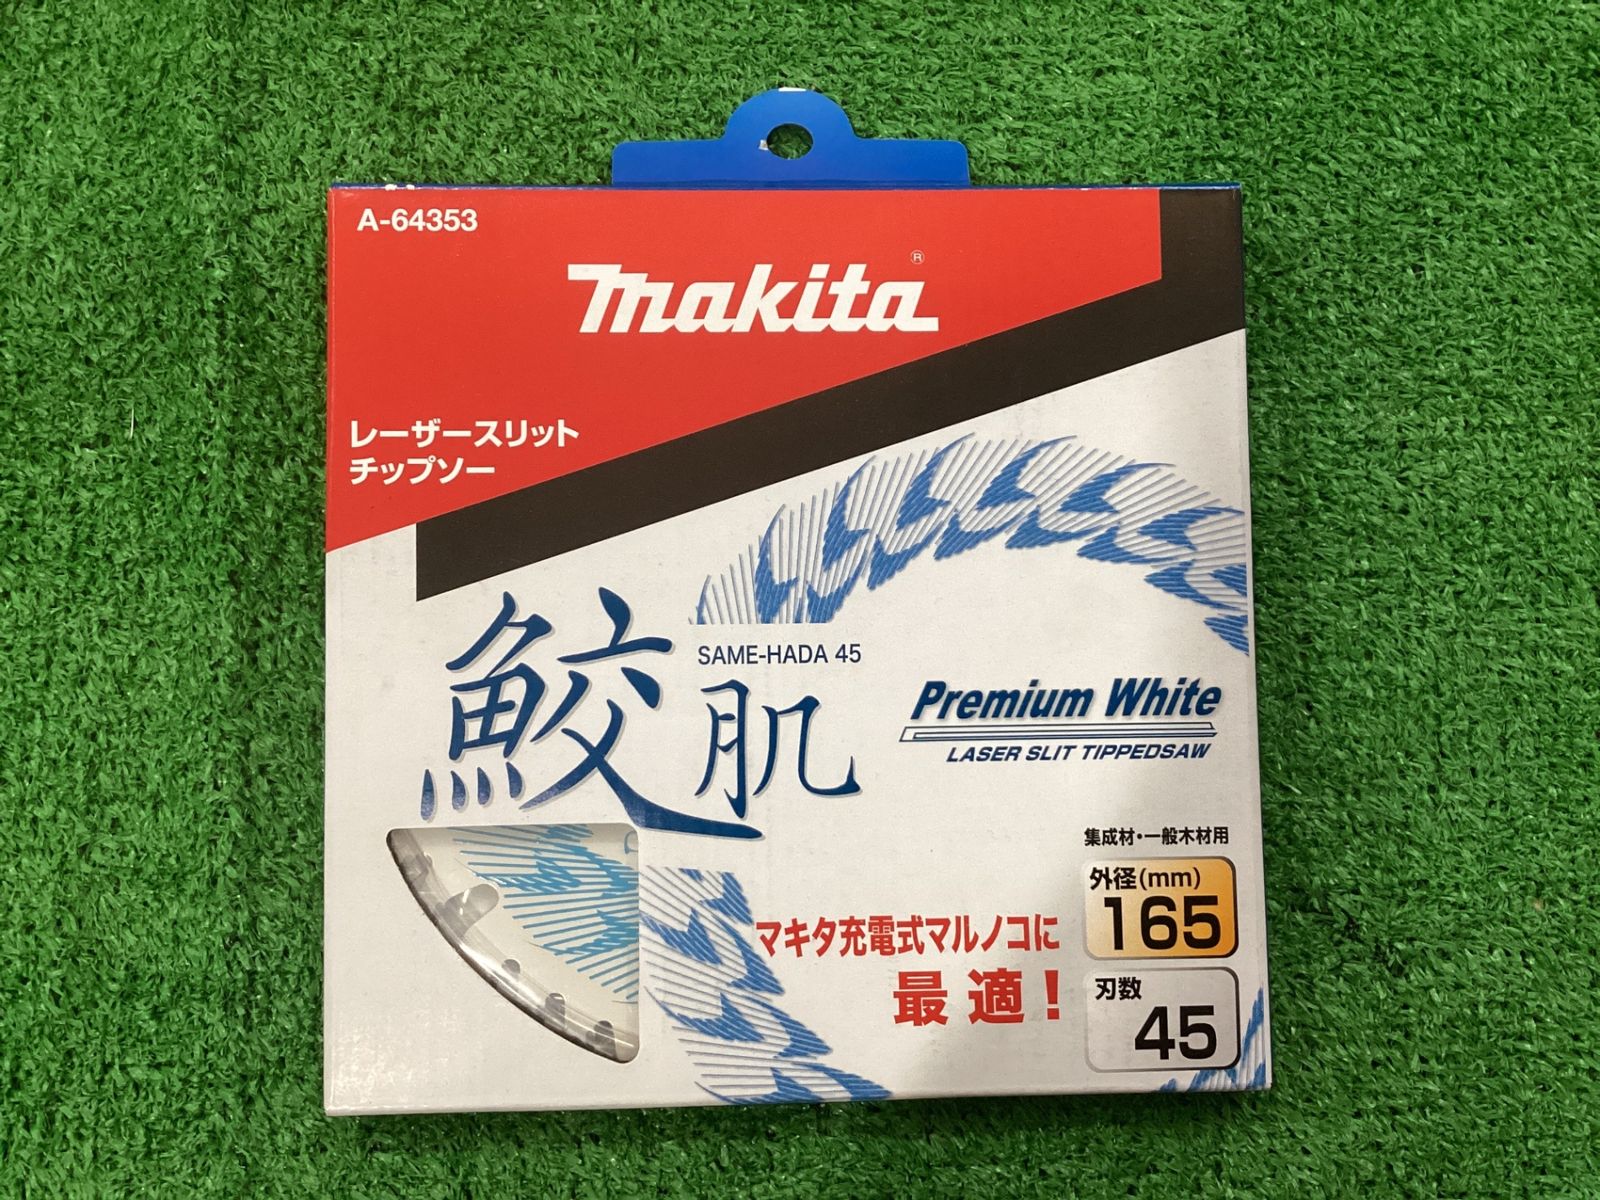 A-64353
makita®
レーザースリット
チップソー
鮫肌
SAME-HADA 45
Premium White
LASER SLIT TIPPEDSAW
集成材・一般木材用
外径(mm)
165
マキタ充電式マルノコに
最適！
刃数
45